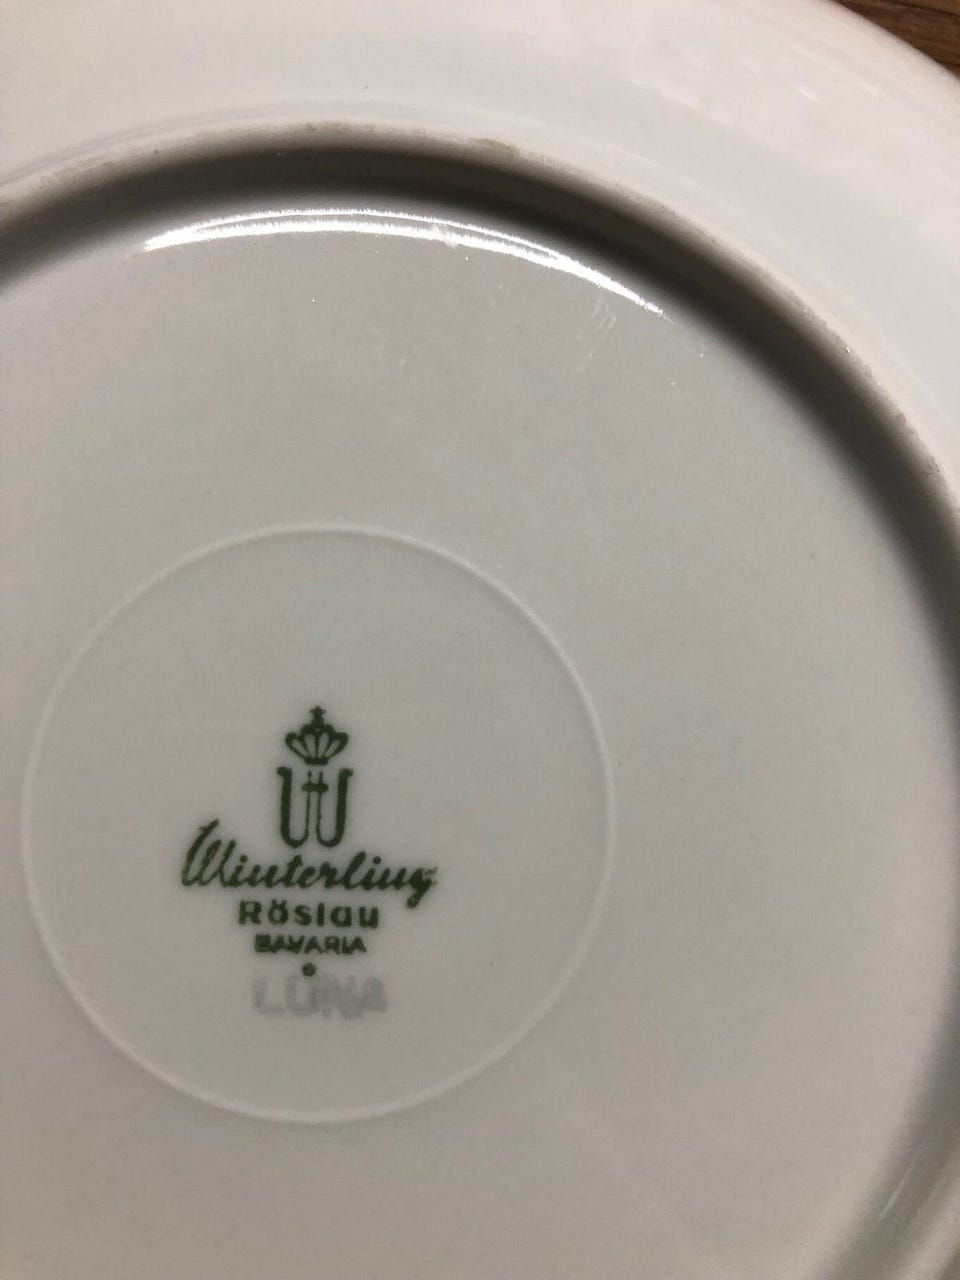 W
Winterling
Röslau
BAVARIA
LUNA